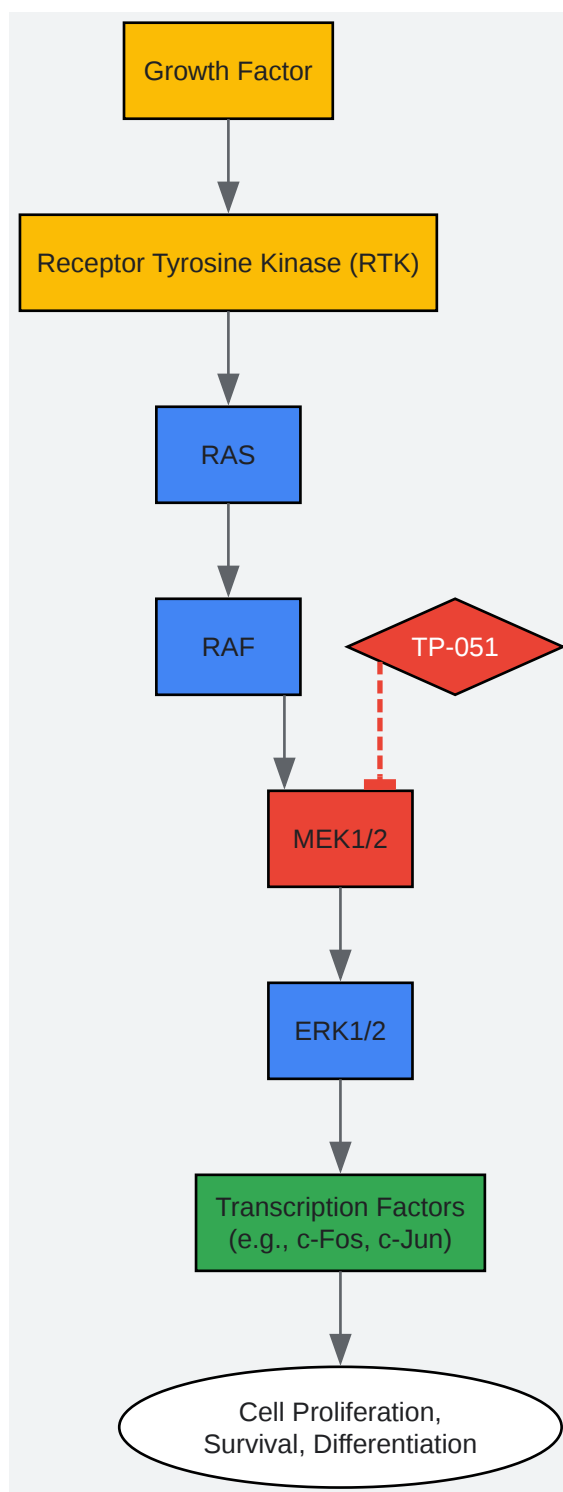 Growth Factor
Receptor Tyrosine Kinase (RTK)
RAS
RAF
TP-051
MEK1/2
ERK1/2
Transcription Factors
(e.g., c-Fos, c-Jun)
Cell Proliferation,
Survival, Differentiation